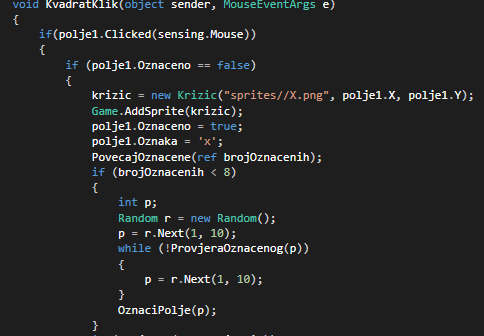 void KvadratKlik(object sender, MouseEventArgs e)
{
if(polje1.Clicked(sensing.Mouse))
{
if (polje1.Oznaceno == false)
{
krizic = new Krizic("sprites//X.png", polje1.X, polje1.Y);
Game.AddSprite(krizic);
polje1.Oznaceno = true;
polje1.Oznaka = 'x';
PovecajOznacene(ref brojOznacenih);
if (brojOznacenih < 8)
{
int p;
Random r = new Random();
p = r.Next(1, 10);
while (!ProvjeraOznacenog(p))
{
p = r.Next(1, 10);
}
OznaciPolje(p);
}